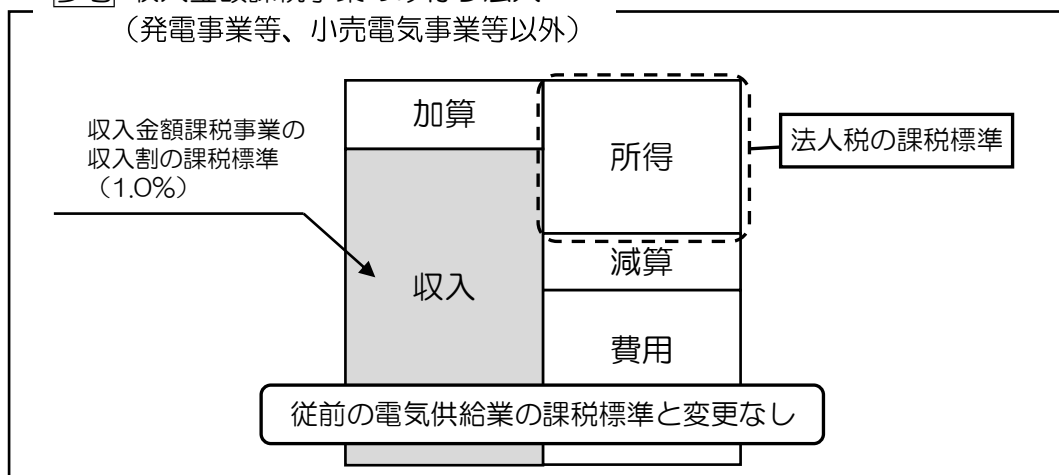 （発電事業等、小売電気事業等以外）
収入金額課税事業の
収入割の課税標準
（1.0%）
加算
収入
所得
減算
費用
法人税の課税標準
従前の電気供給業の課税標準と変更なし